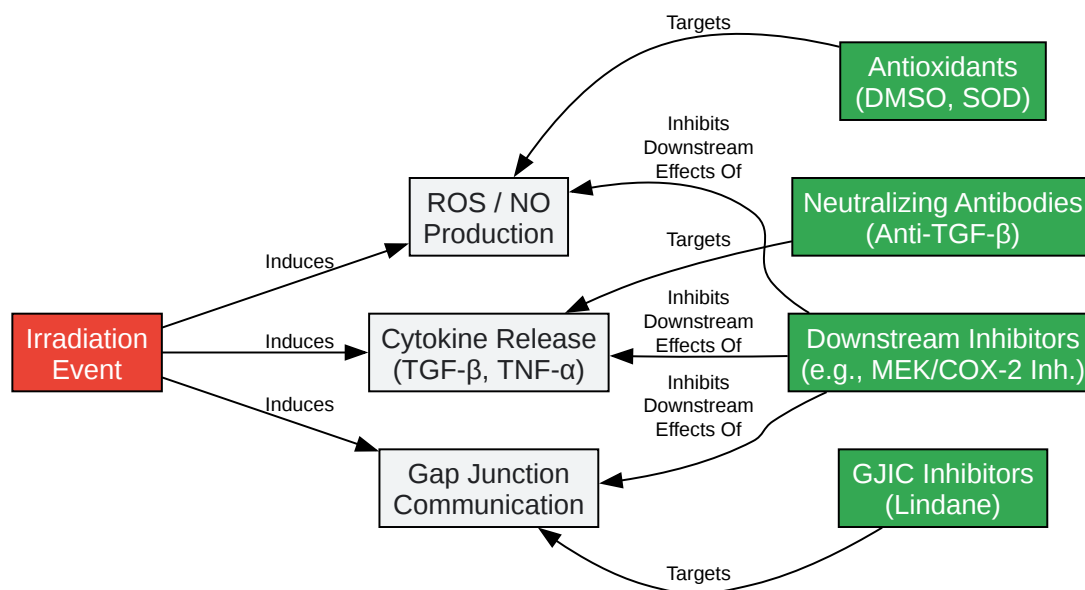 Targets
Antioxidants
(DMSO, SOD)
Inhibits
Downstream
Effects Of
ROS / NO
Production
Neutralizing Antibodies
(Anti-TGF-β)
Targets
Induces
Irradiation
Event
Induces
Cytokine Release
(TGF-β, TNF-α)
Inhibits
Downstream
Effects Of
Downstream Inhibitors
(e.g., MEK/COX-2 Inh.)
Induces
Inhibits
Downstream
Effects Of
Gap Junction
Communication
GJIC Inhibitors
(Lindane)
Targets